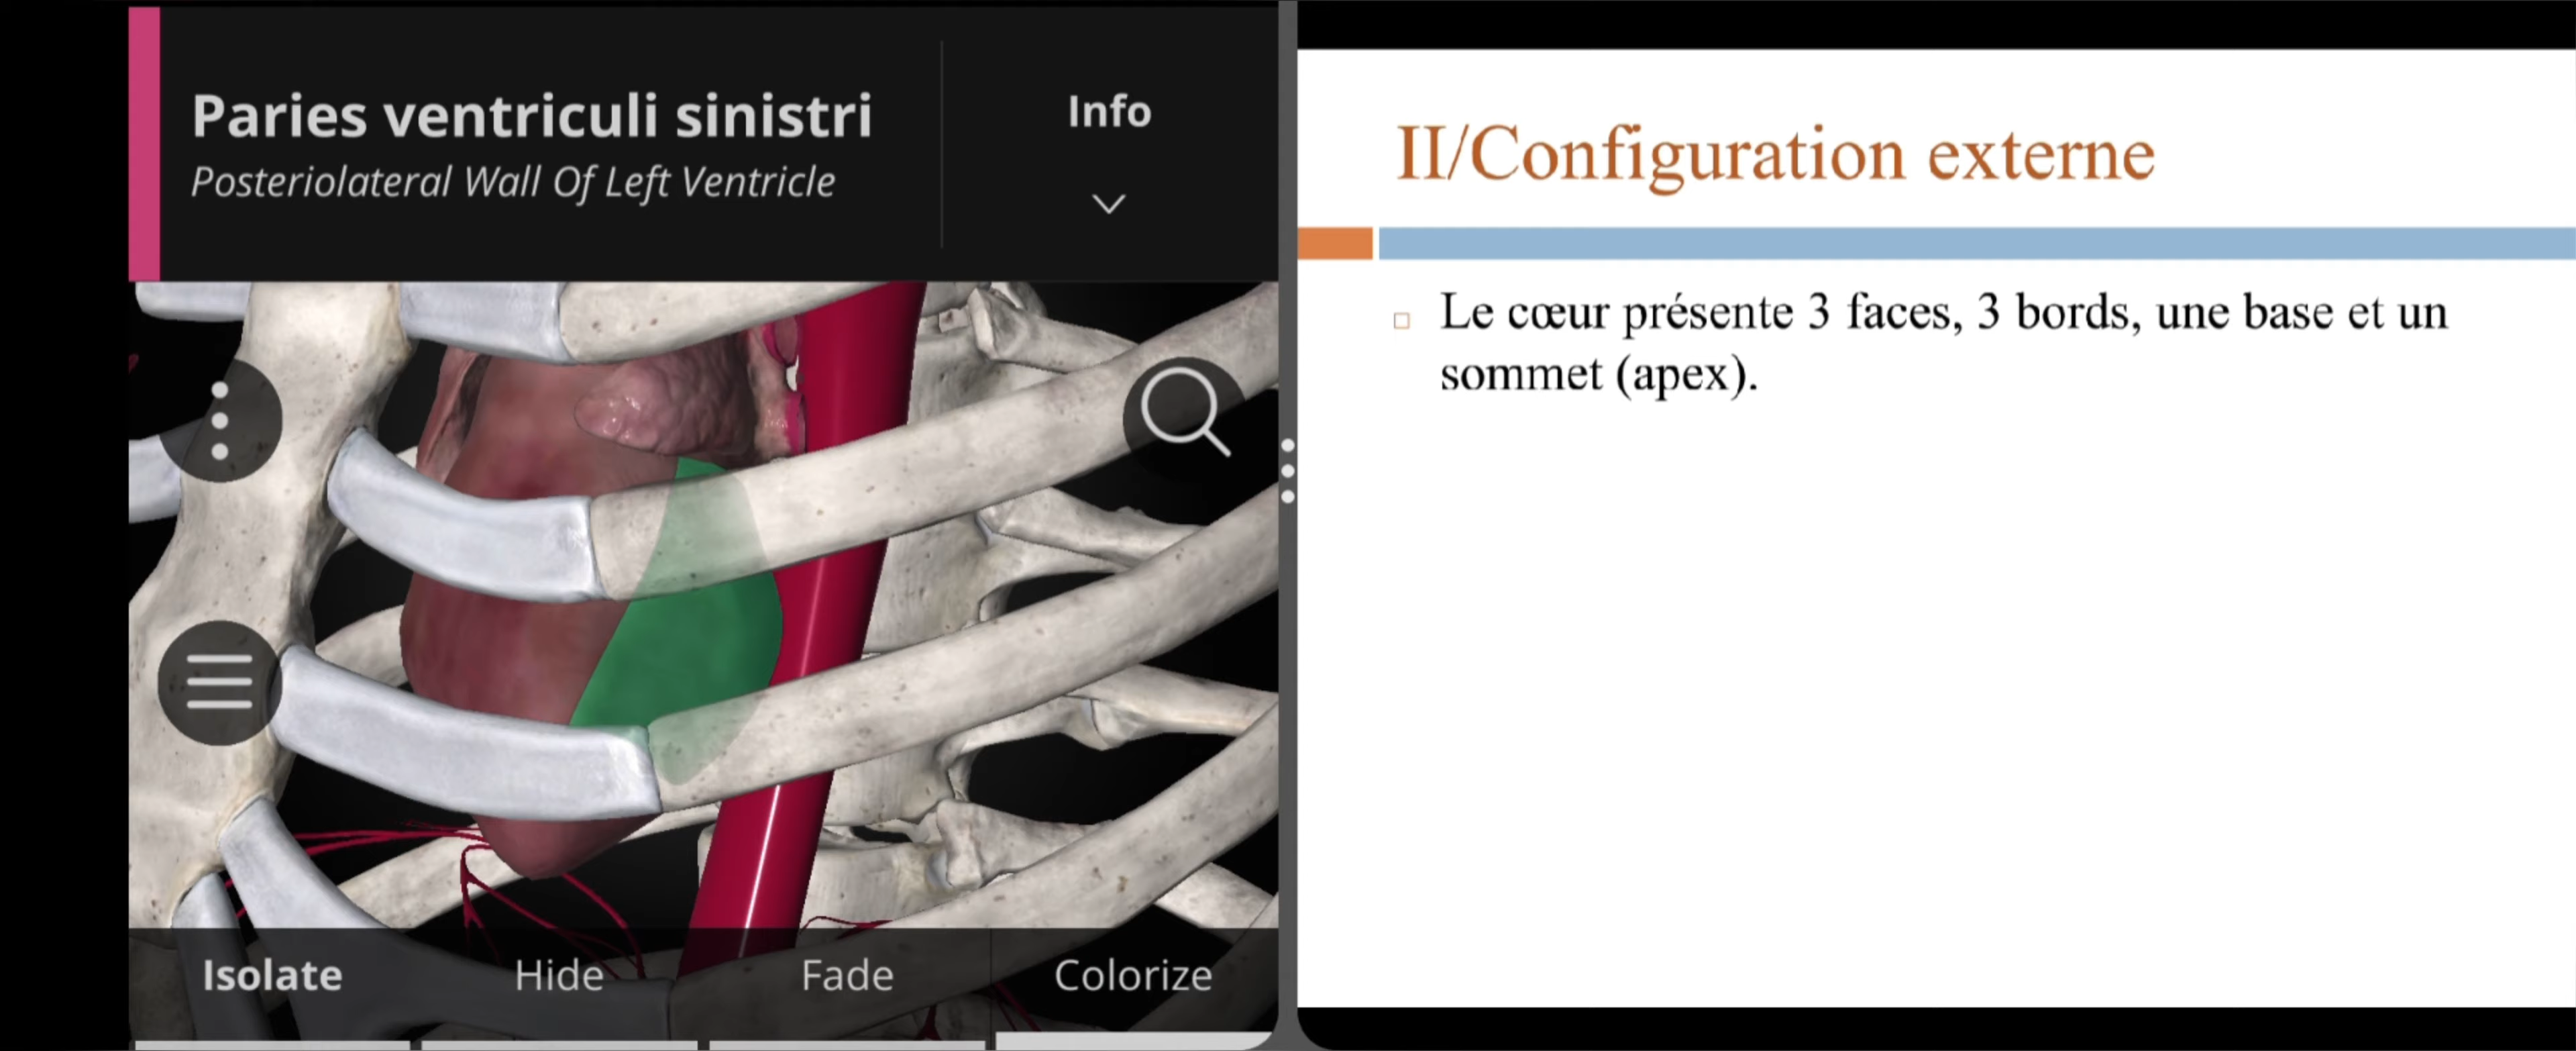 Paries ventriculi sinistri
Posteriolateral Wall Of Left Ventricle
Info
Isolate
Hide
Fade
Colorize
II/Configuration externe
Le cœur présente 3 faces, 3 bords, une base et un
sommet (apex).